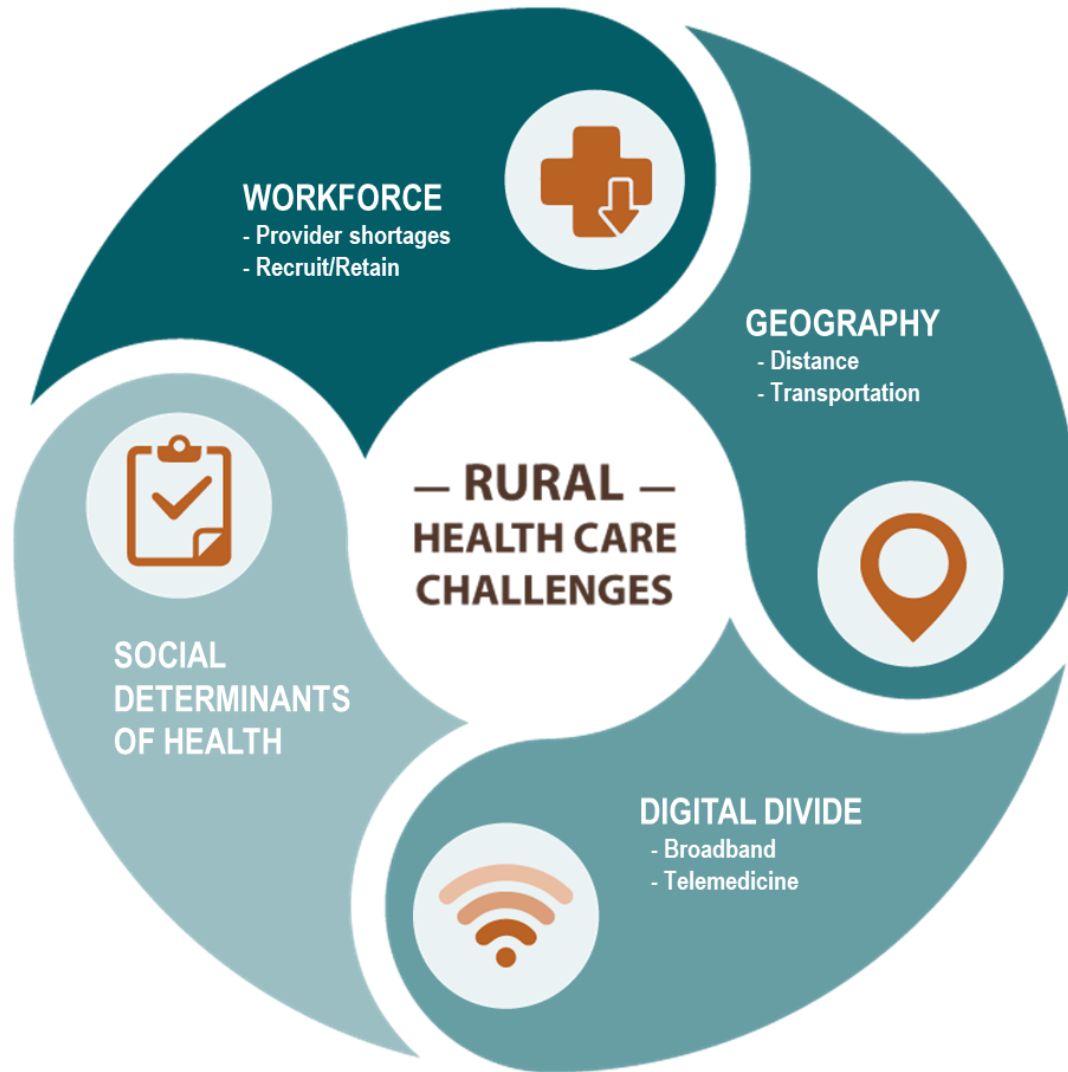 — RURAL —
HEALTH CARE
CHALLENGES
WORKFORCE
- Provider shortages
- Recruit/Retain
GEOGRAPHY
- Distance
- Transportation
DIGITAL DIVIDE
- Broadband
- Telemedicine
SOCIAL
DETERMINANTS
OF HEALTH